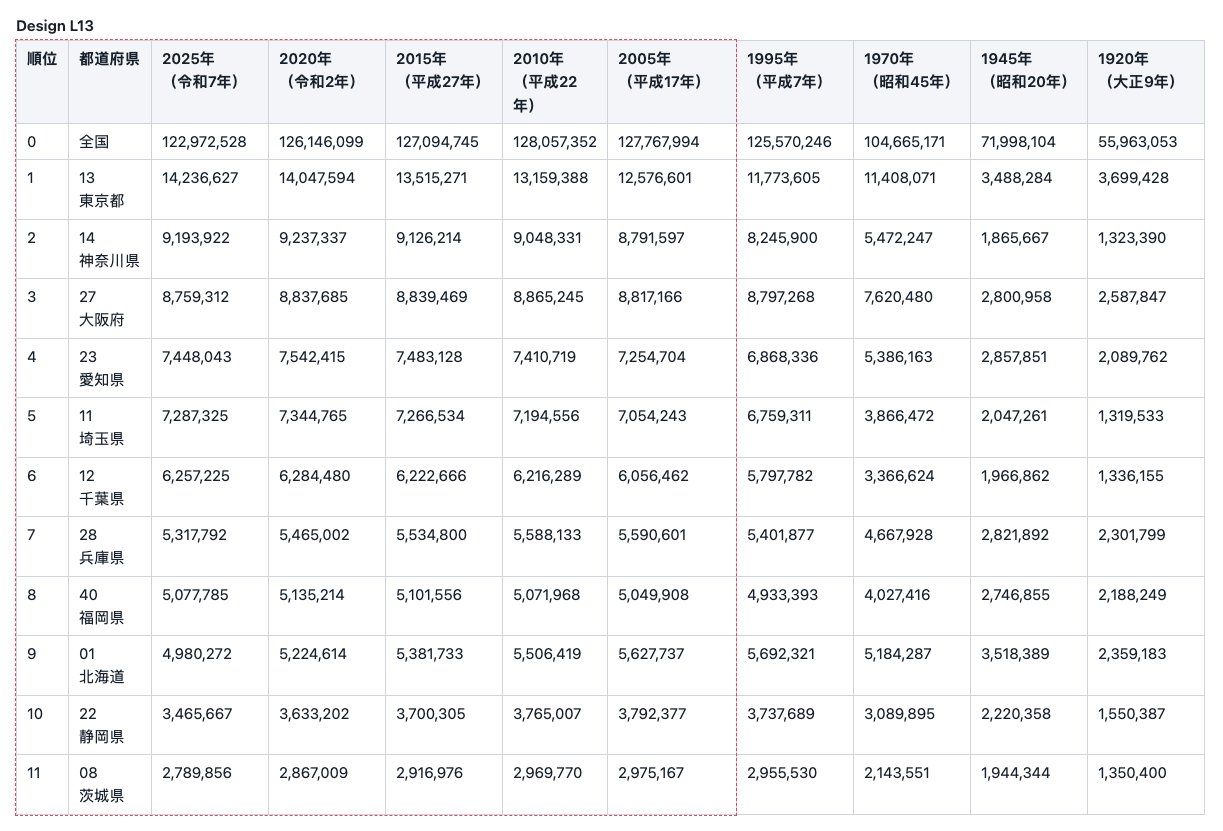 Design L13
順位 都道府県 2025年 2020年 2015年 2010年 2005年 1995年 1970年 1945年 1920年
（令和7年） （令和2年） （平成27年） （平成22 （平成17年） （平成7年） （昭和45年） （昭和20年） （大正9年）
年）
0 全国 122,972,528 126,146,099 127,094,745 128,057,352 127,767,994 125,570,246 104,665,171 71,998,104 55,963,053
1 13 14,236,627 14,047,594 13,515,271 13,159,388 12,576,601 11,773,605 11,408,071 3,488,284 3,699,428
東京都
2 14 9,193,922 9,237,337 9,126,214 9,048,331 8,791,597 8,245,900 5,472,247 1,865,667 1,323,390
神奈川県
3 27 8,759,312 8,837,685 8,839,469 8,865,245 8,817,166 8,797,268 7,620,480 2,800,958 2,587,847
大阪府
4 23 7,448,043 7,542,415 7,483,128 7,410,719 7,254,704 6,868,336 5,386,163 2,857,851 2,089,762
愛知県
5 11 7,287,325 7,344,765 7,266,534 7,194,556 7,054,243 6,759,311 3,866,472 2,047,261 1,319,533
埼玉県
6 12 6,257,225 6,284,480 6,222,666 6,216,289 6,056,462 5,797,782 3,366,624 1,966,862 1,336,155
千葉県
7 28 5,317,792 5,465,002 5,534,800 5,588,133 5,590,601 5,401,877 4,667,928 2,821,892 2,301,799
兵庫県
8 40 5,077,785 5,135,214 5,101,556 5,071,968 5,049,908 4,933,393 4,027,416 2,746,855 2,188,249
福岡県
9 01 4,980,272 5,224,614 5,381,733 5,506,419 5,627,737 5,692,321 5,184,287 3,518,389 2,359,183
北海道
10 22 3,465,667 3,633,202 3,700,305 3,765,007 3,792,377 3,737,689 3,089,895 2,220,358 1,550,387
静岡県
11 08 2,789,856 2,867,009 2,916,976 2,969,770 2,975,167 2,955,530 2,143,551 1,944,344 1,350,400
茨城県